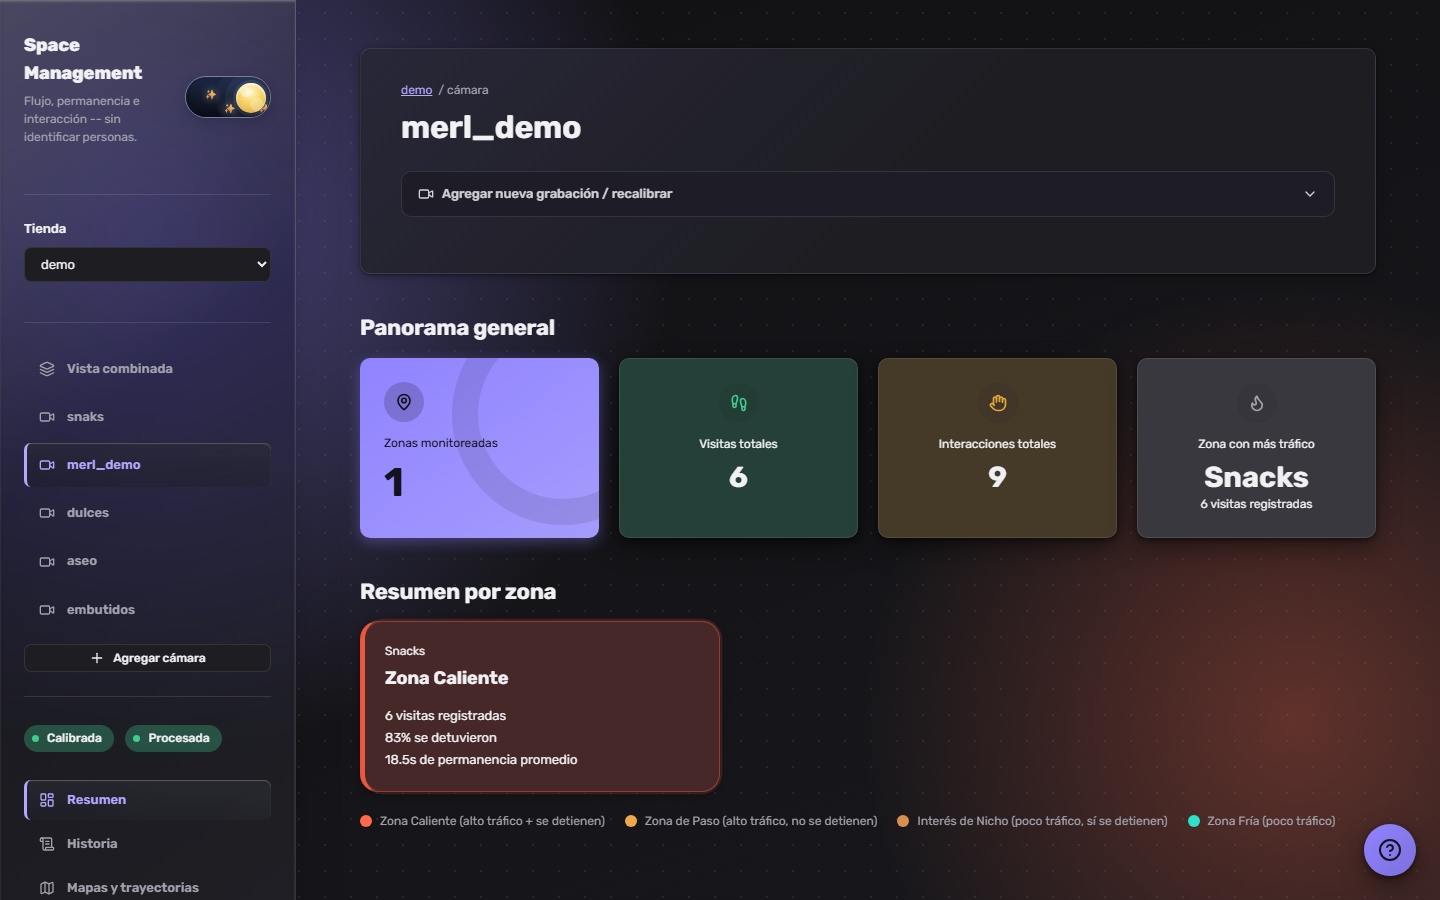 Space
Management
Flujo, permanencia e
interacción -- sin
identificar personas.
Tienda
demo
Vista combinada
snaks
merl_demo
dulces
aseo
embutidos
Agregar cámara
Calibrada
Procesada
Resumen
Historia
Mapas y trayectorias
demo / cámara
merl_demo
Agregar nueva grabación / recalibrar
Panorama general
Zonas monitoreadas
1
Visitas totales
6
Interacciones totales
9
Zona con más tráfico
Snacks
6 visitas registradas
Resumen por zona
Snacks
Zona Caliente
6 visitas registradas
83% se detuvieron
18.5s de permanencia promedio
Zona Caliente (alto tráfico + se detienen)
Zona de Paso (alto tráfico, no se detienen)
Interés de Nicho (poco tráfico, sí se detienen)
Zona Fría (poco tráfico)